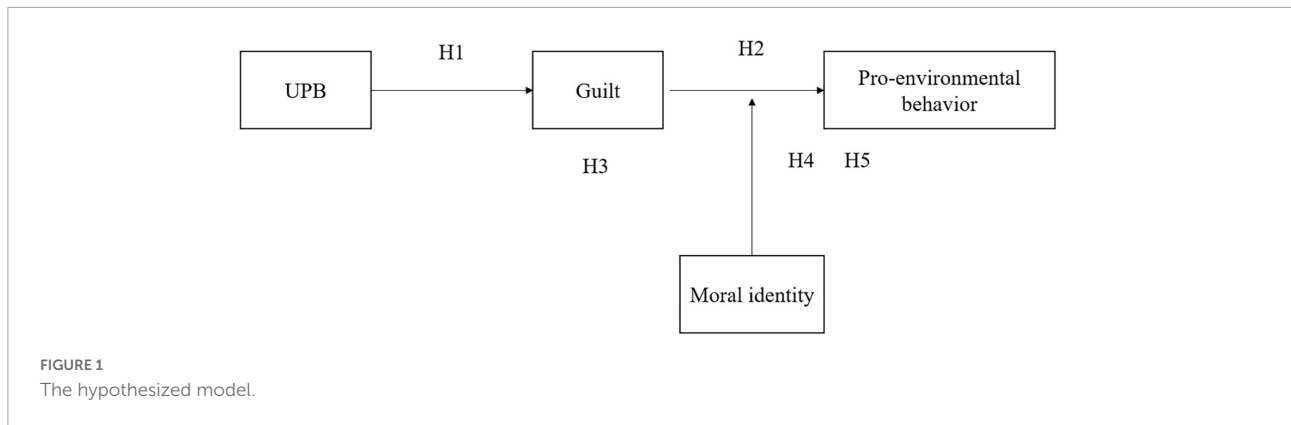 H1
H2
UPB
Guilt
Pro-environmental
behavior
H3
H4 H5
Moral identity
FIGURE 1
The hypothesized model.